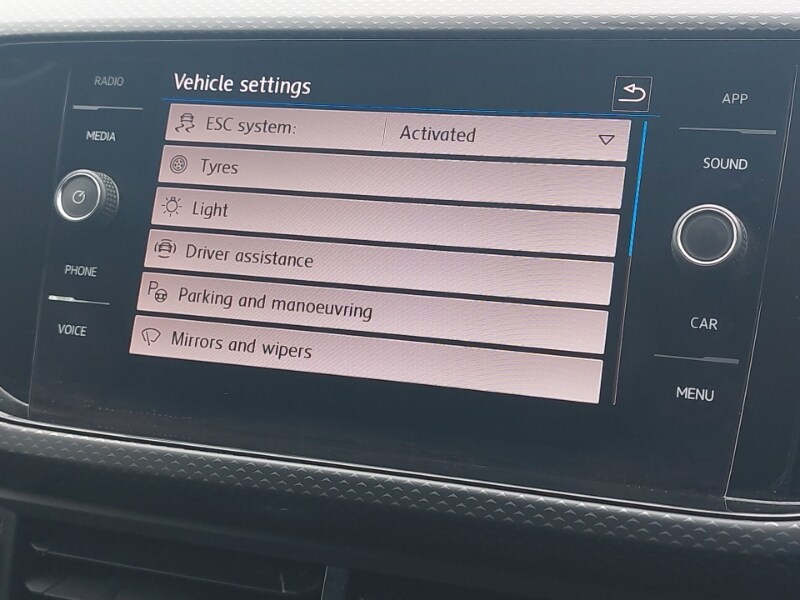 RADIO
MEDIA
PHONE
VOICE
Vehicle settings
ESC system: Activated
Tyres
Light
Driver assistance
P Parking and manoeuvring
Mirrors and wipers
APP
SOUND
CAR
MENU